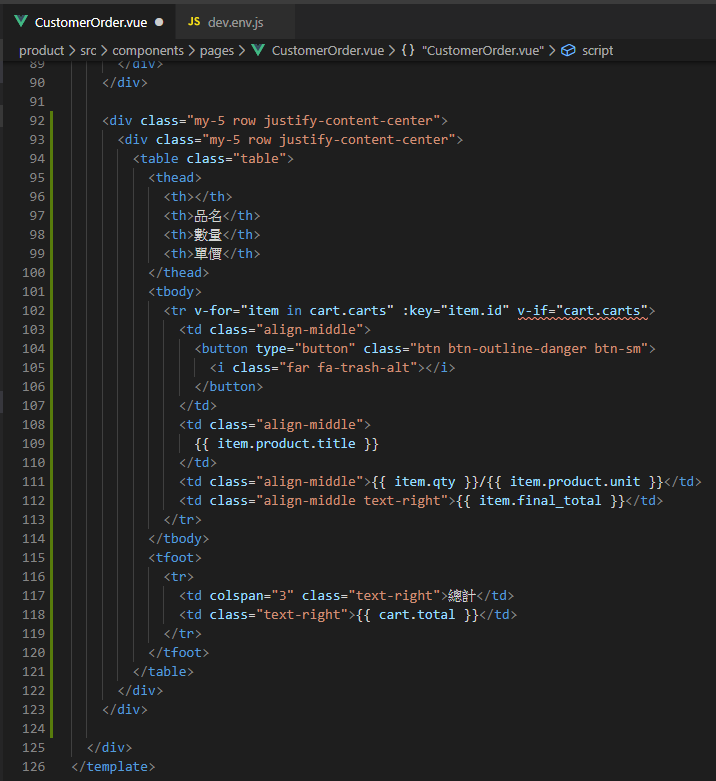 CustomerOrder.vue ● JS dev.env.js
product > src > components > pages > CustomerOrder.vue > {} "CustomerOrder.vue" > script
89 </div>
90 </div>
91
92 <div class="my-5 row justify-content-center">
93 <div class="my-5 row justify-content-center">
94 <table class="table">
95 <thead>
96 <th></th>
97 <th>品名</th>
98 <th>數量</th>
99 <th>單價</th>
100 </thead>
101 <tbody>
102 <tr v-for="item in cart.carts" :key="item.id" v-if="cart.carts">
103 <td class="align-middle">
104 <button type="button" class="btn btn-outline-danger btn-sm">
105 <i class="far fa-trash-alt"></i>
106 </button>
107 </td>
108 <td class="align-middle">
109 {{ item.product.title }}
110 </td>
111 <td class="align-middle">{{ item.qty }}/{{ item.product.unit }}</td>
112 <td class="align-middle text-right">{{ item.final_total }}</td>
113 </tr>
114 </tbody>
115 <tfoot>
116 <tr>
117 <td colspan="3" class="text-right">總計</td>
118 <td class="text-right">{{ cart.total }}</td>
119 </tr>
120 </tfoot>
121 </table>
122 </div>
123 </div>
124
125 </div>
126 </template>